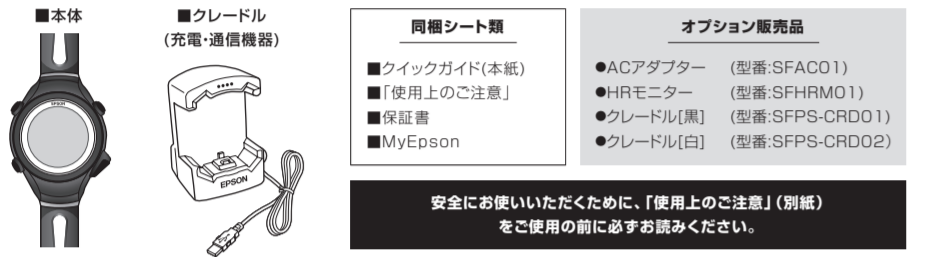 ■本体
EPSON
■クレードル
(充電・通信機器)
EPSON
同梱シート類
■クイックガイド(本紙)
■「使用上のご注意」
■保証書
■MyEpson
オプション販売品
●ACアダプター (型番:SFAC01)
●HRモニター (型番:SFHRM01)
●クレードル[黒] (型番:SFPS-CRD01)
●クレードル[白] (型番:SFPS-CRD02)
安全にお使いいただくために、「使用上のご注意」(別紙)
をご使用の前に必ずお読みください。